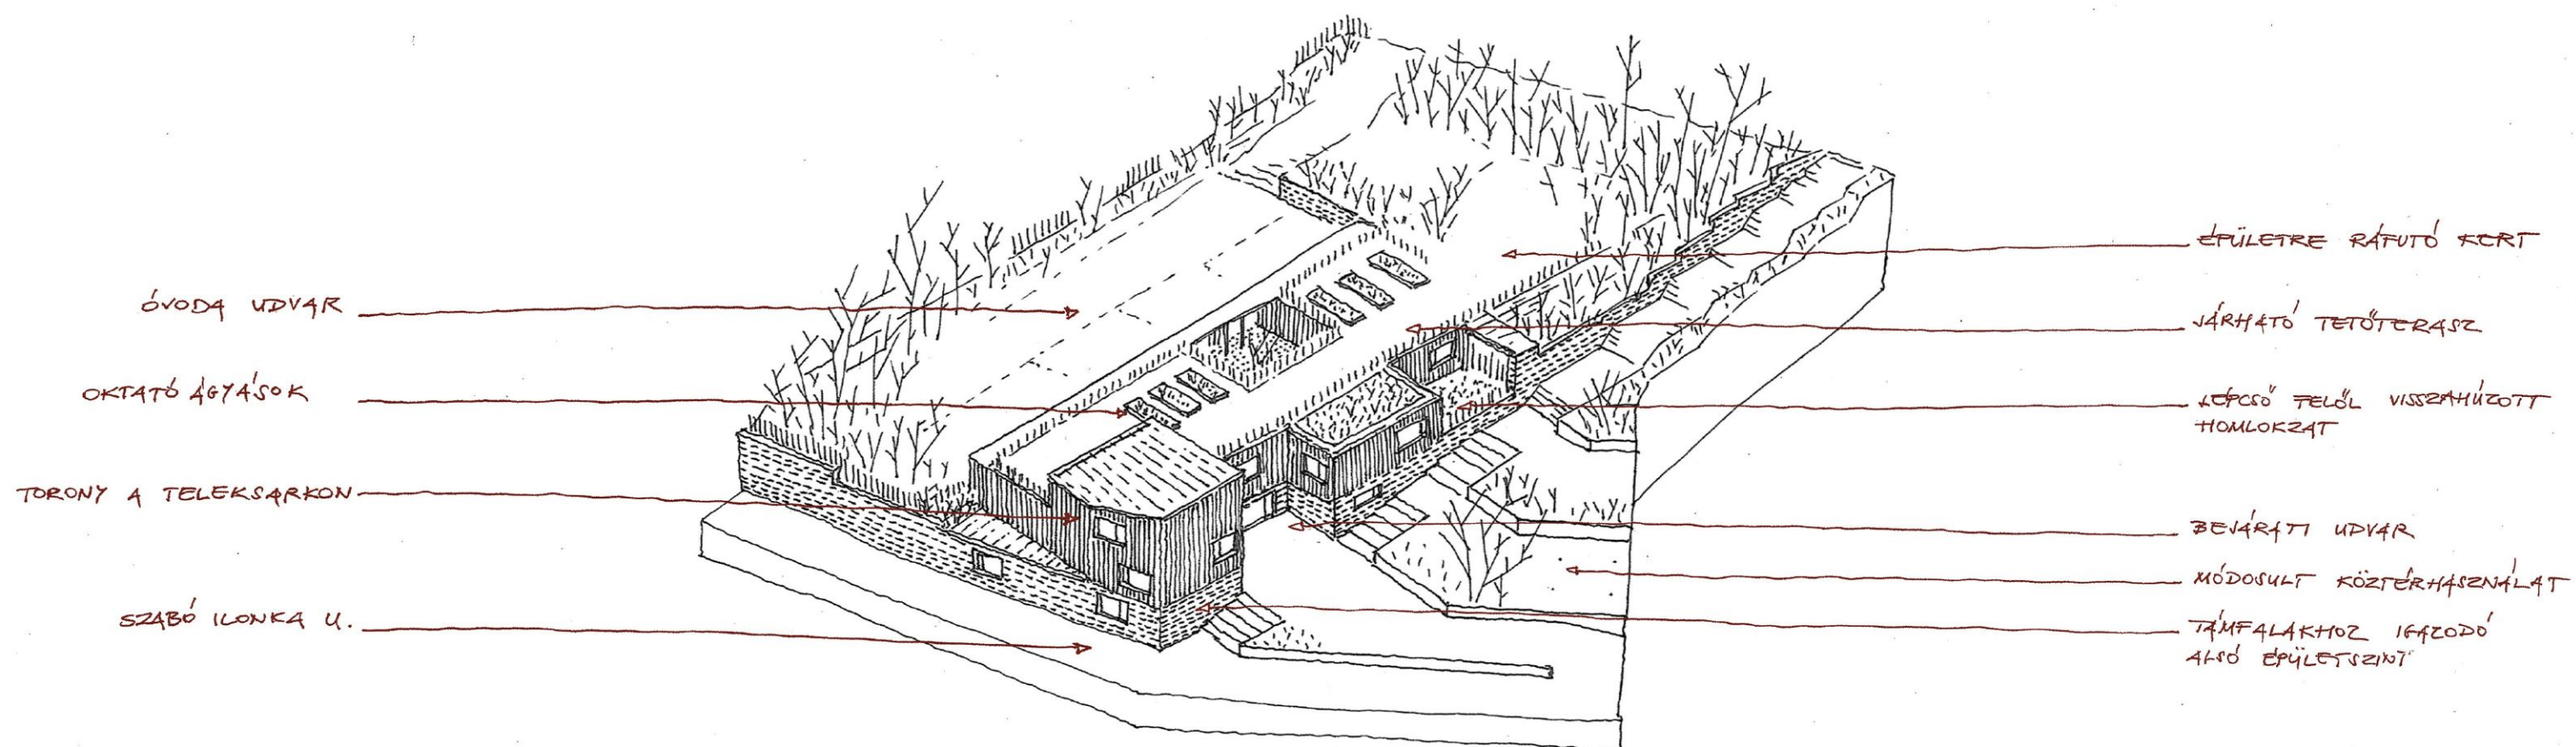 ÓVODA UDVAR
OKTATÓ ÁGYÁSOK
TORONY A TELEKSARKON
SZABÓ ILONKA U.
ÉPÜLETRE RÁFUTÓ KERT
JÁRHATÓ TETŐTERASZ
LÉPCSŐ FELŐL VISSZAHÚZOTT
HOMLOKZAT
BEJÁRATI UDVAR
MÓDOSULT KÖZTÉRHASZNÁLAT
TÁMFALAKHOZ IGAZODÓ
ALSÓ ÉPÜLETSZINT